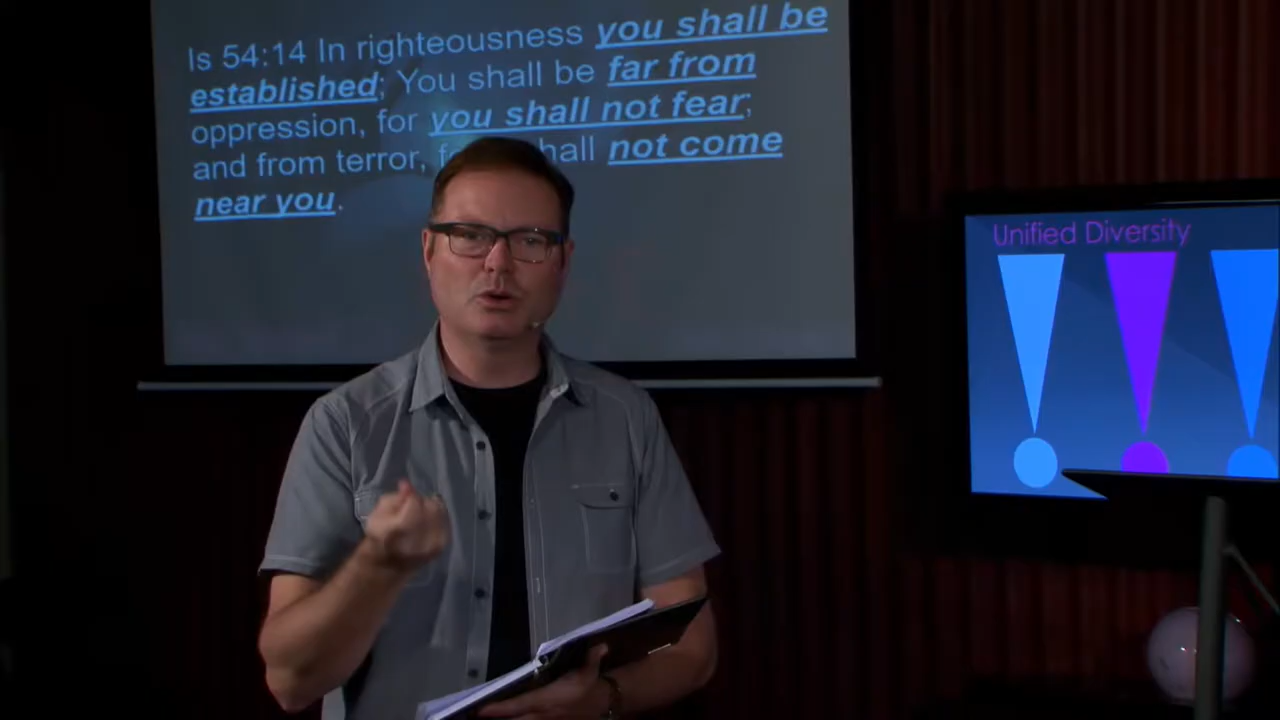 Is 54:14 In righteousness you shall be
established; You shall be far from
oppression, for you shall not fear;
and from terror, shall not come
near you.
Unified Diversity